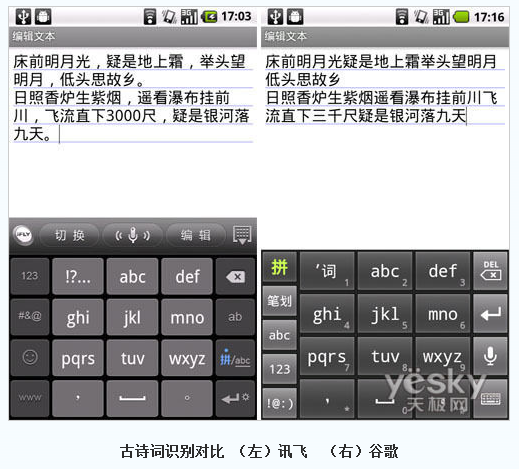 3G 17:03
编辑文本
床前明月光，疑是地上霜，举头望
明月，低头思故乡。
日照香炉生紫烟，遥看瀑布挂前
川，飞流直下3000尺，疑是银河落
九天。
iFLY 切换 编辑
123 !?... abc def
#&@ ghi jkl mno ab
pqrs tuv wxyz 拼/abc
www ， 。
3G 17:16
编辑文本
床前明月光疑是地上霜举头望明月
低头思故乡
日照香炉生紫烟遥看瀑布挂前川飞
流直下三千尺疑是银河落九天
拼 ‘词 1 abc 2 def 3 DEL
笔划 ghi 4 jkl 5 mno 6
abc pqrs 7 tuv 8 wxyz 9
123 ， * 0 。 #
!@:)
yesky
天极网
古诗词识别对比 （左）讯飞 （右）谷歌